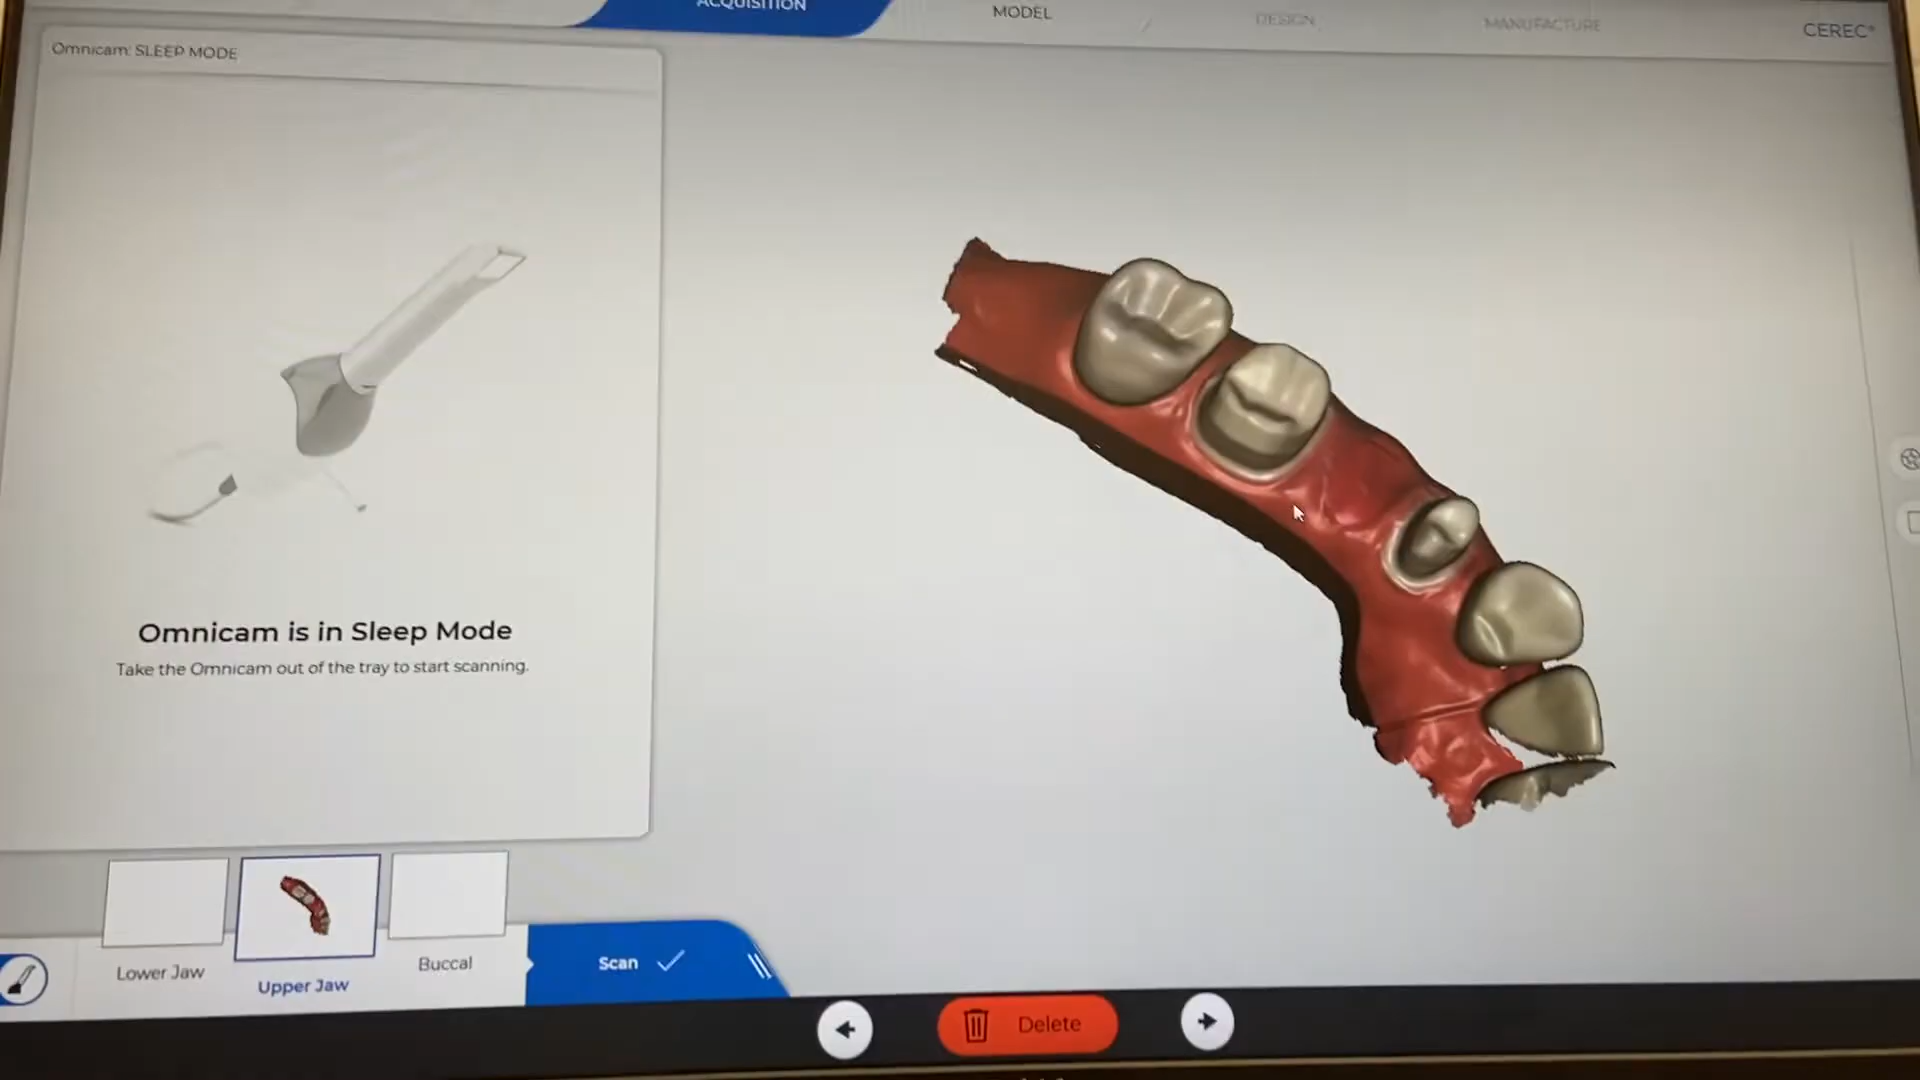 ACQUISITION
MODEL
DESIGN
MANUFACTURE
CEREC®
Omnicam: SLEEP MODE
Omnicam is in Sleep Mode
Take the Omnicam out of the tray to start scanning.
Lower Jaw
Upper Jaw
Buccal
Scan
Delete